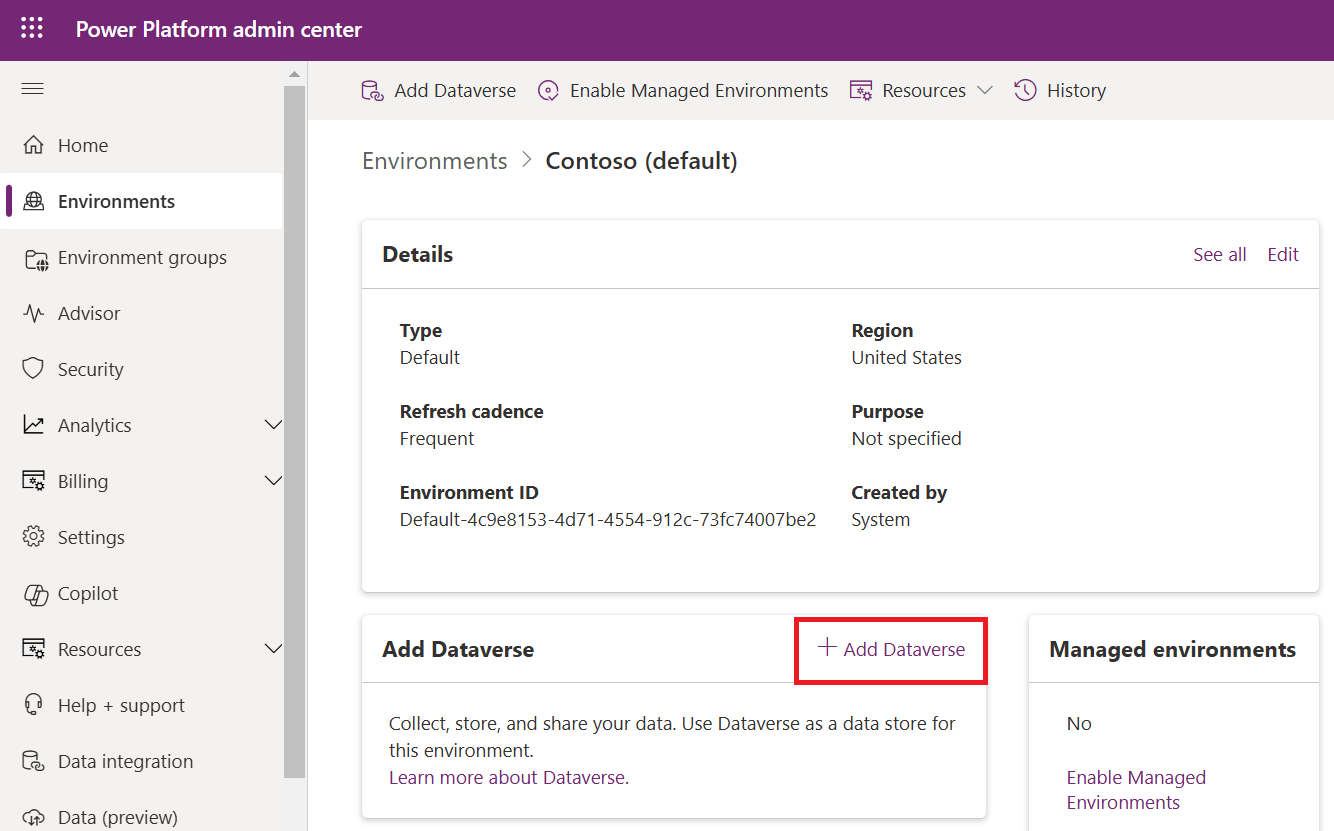 Power Platform admin center
Home
Environments
Environment groups
Advisor
Security
Analytics
Billing
Settings
Copilot
Resources
Help + support
Data integration
Data (preview)
Add Dataverse
Enable Managed Environments
Resources
History
Environments > Contoso (default)
Details
See all
Edit
Type
Default
Region
United States
Refresh cadence
Frequent
Purpose
Not specified
Environment ID
Default-4c9e8153-4d71-4554-912c-73fc74007be2
Created by
System
Add Dataverse
+ Add Dataverse
Collect, store, and share your data. Use Dataverse as a data store for
this environment.
Learn more about Dataverse.
Managed environments
No
Enable Managed
Environments